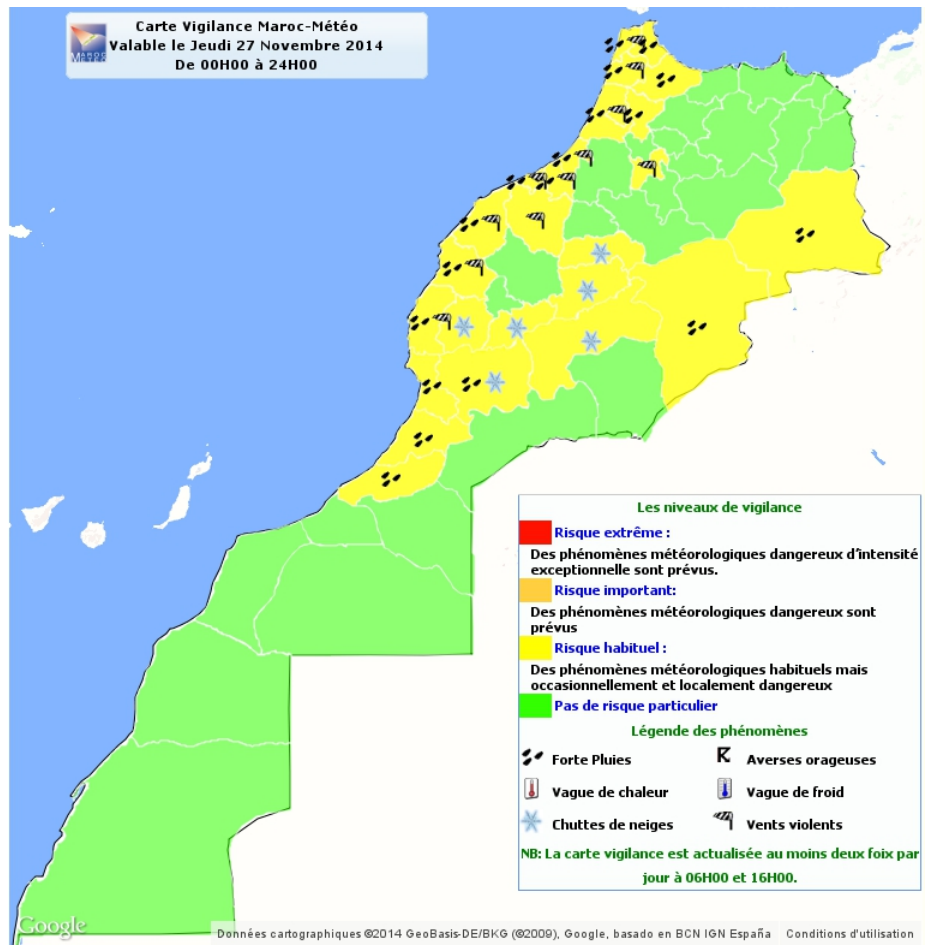 Carte Vigilance Maroc-Météo
Valable le Jeudi 27 Novembre 2014
De 00H00 à 24H00
Les niveaux de vigilance
Risque extrême :
Des phénomènes météorologiques dangereux d'intensité
exceptionnelle sont prévus.
Risque important:
Des phénomènes météorologiques dangereux sont
prévus
Risque habituel :
Des phénomènes météorologiques habituels mais
occasionnellement et localement dangereux
Pas de risque particulier
Légende des phénomènes
Forte Pluies
Averses orageuses
Vague de chaleur
Vague de froid
Chuttes de neiges
Vents violents
NB: La carte vigilance est actualisée au moins deux foix par
jour à 06H00 et 16H00.
Google
Données cartographiques ©2014 GeoBasis-DE/BKG (©2009), Google, basado en BCN IGN España
Conditions d'utilisation